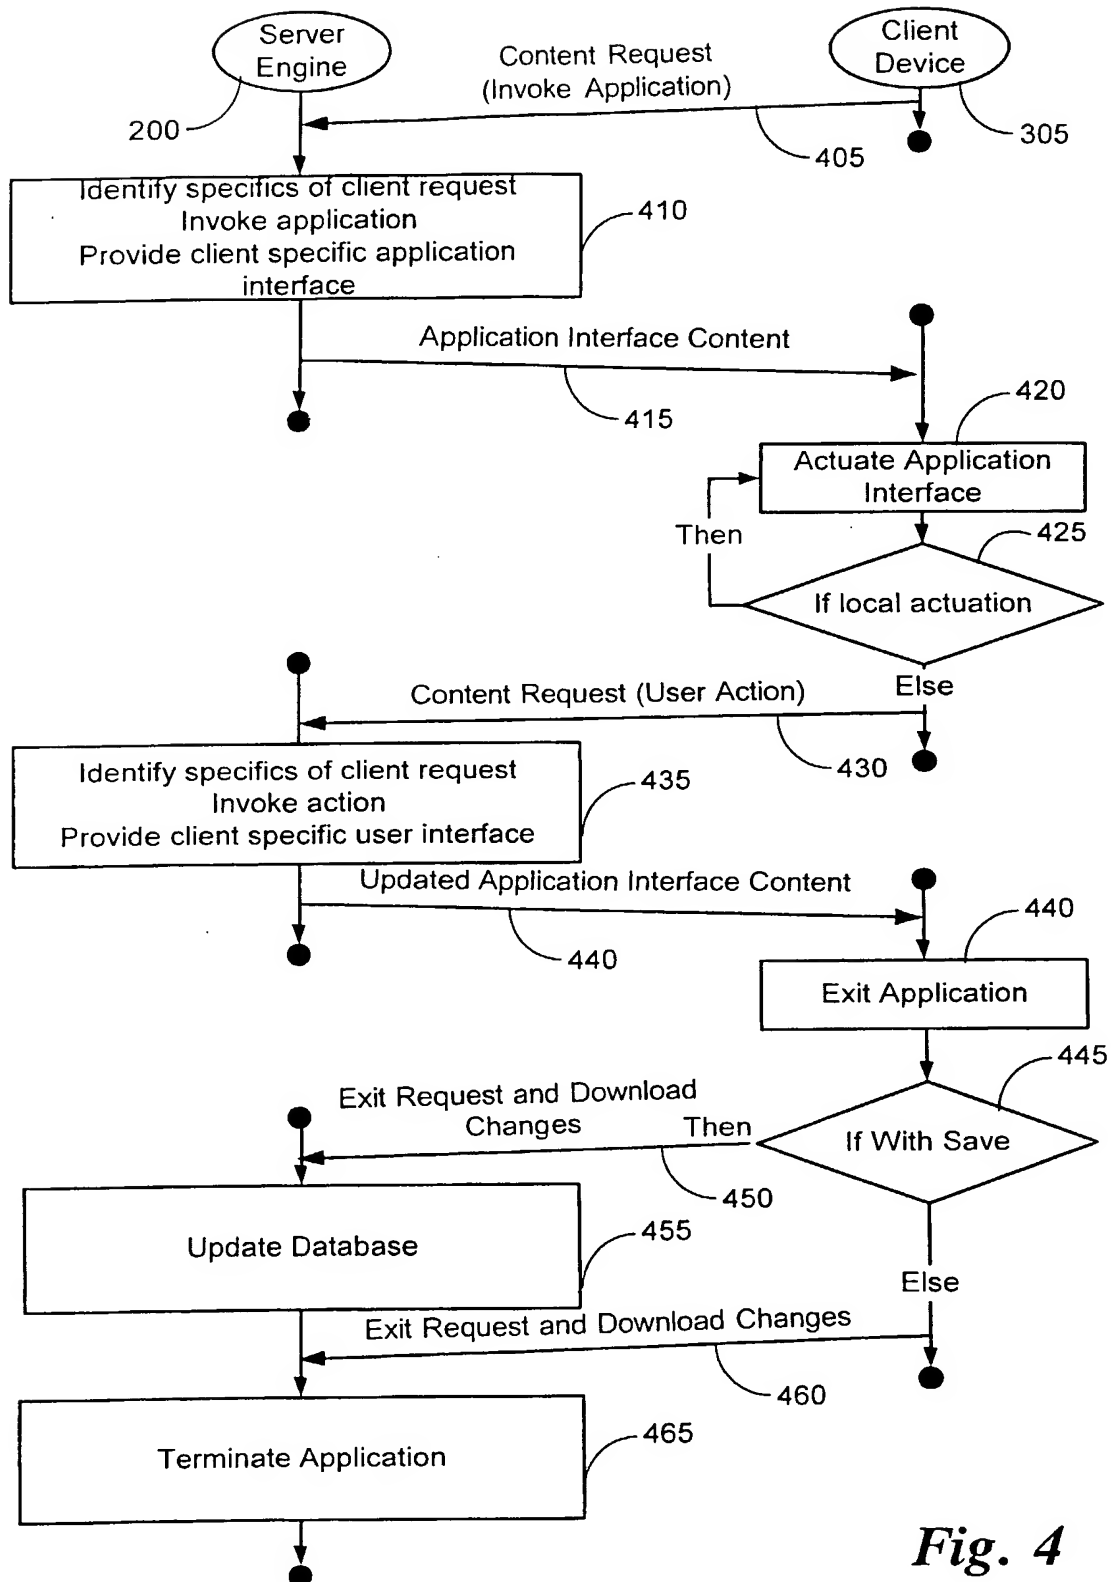 Server
Engine
Client
Device
Content Request
(Invoke Application)
200
405
305
Identify specifics of client request
Invoke application
Provide client specific application
interface
410
Application Interface Content
415
420
Actuate Application
Interface
Then
425
If local actuation
Else
Content Request (User Action)
430
Identify specifics of client request
Invoke action
Provide client specific user interface
435
Updated Application Interface Content
440
440
Exit Application
445
Exit Request and Download
Changes
Then
If With Save
450
Update Database
455
Else
Exit Request and Download Changes
460
Terminate Application
465
Fig. 4